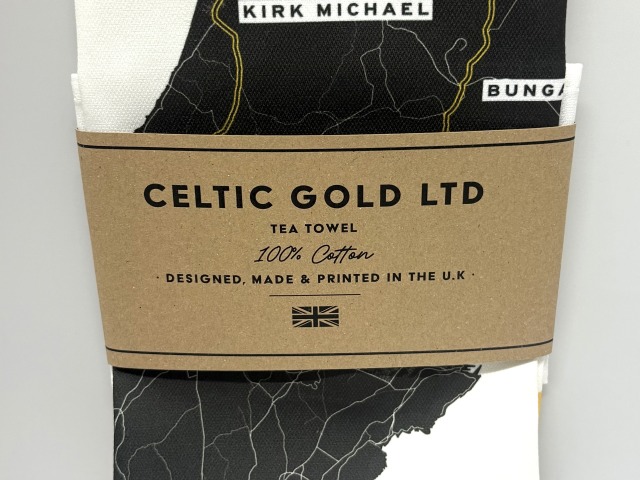 KIRK MICHAEL
BUNGA
CELTIC GOLD LTD
TEA TOWEL
100% Cotton
· DESIGNED, MADE & PRINTED IN THE U.K ·